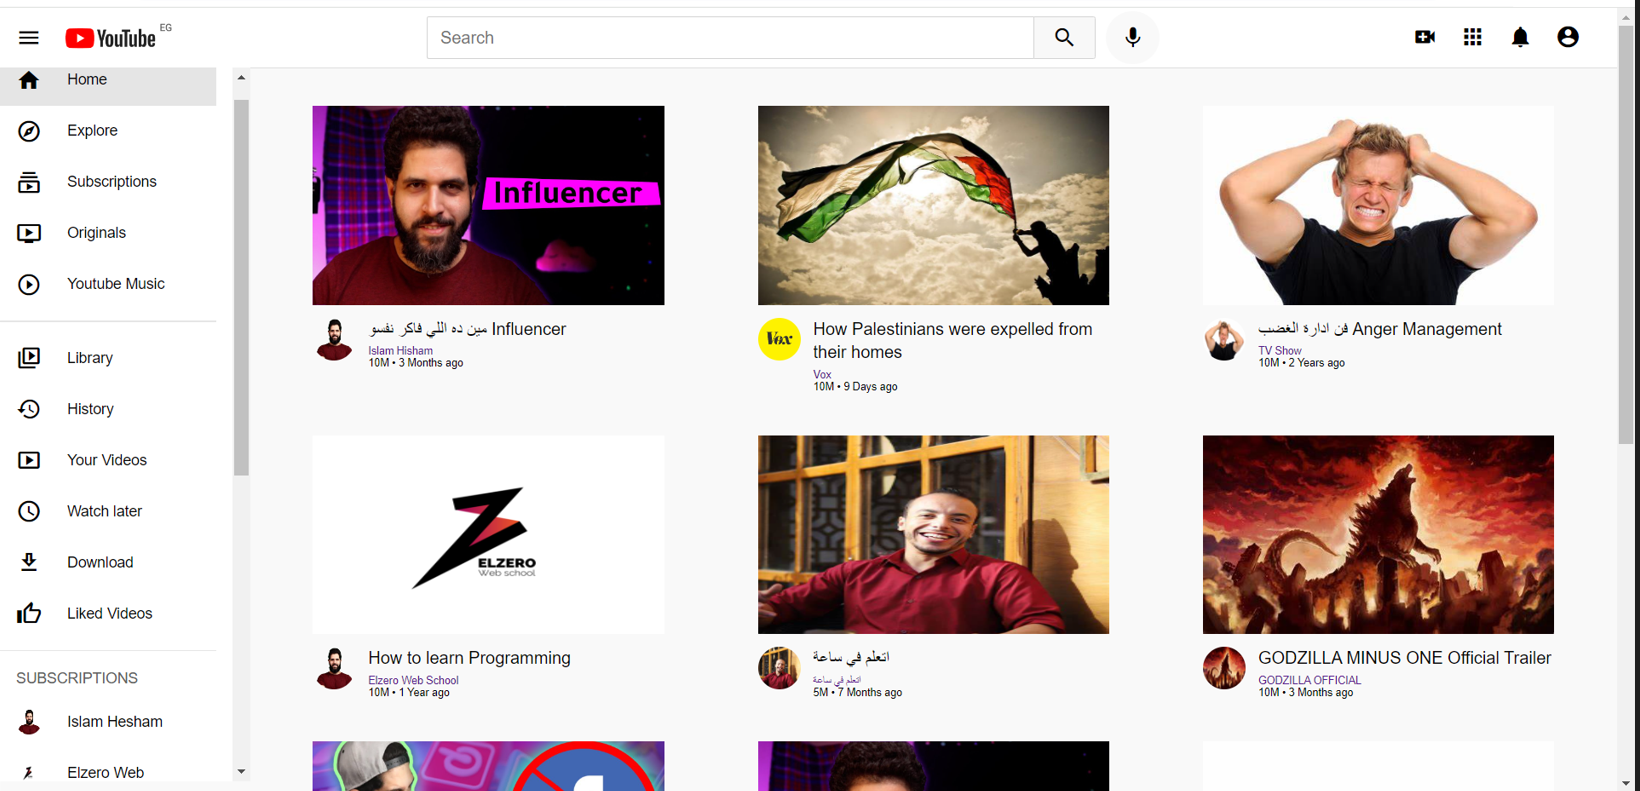 YouTube EG
Search
Home
Explore
Subscriptions
Originals
Youtube Music
Library
History
Your Videos
Watch later
Download
Liked Videos
SUBSCRIPTIONS
Islam Hesham
Elzero Web
Influencer
مين ده اللي فاكر نفسو Influencer
Islam Hisham
10M • 3 Months ago
Vox
How Palestinians were expelled from
their homes
Vox
10M • 9 Days ago
فن ادارة الغضب Anger Management
TV Show
10M • 2 Years ago
ELZERO
Web school
How to learn Programming
Elzero Web School
10M • 1 Year ago
اتعلم في ساعة
اتعلم في ساعة
5M • 7 Months ago
GODZILLA MINUS ONE Official Trailer
GODZILLA OFFICIAL
10M • 3 Months ago